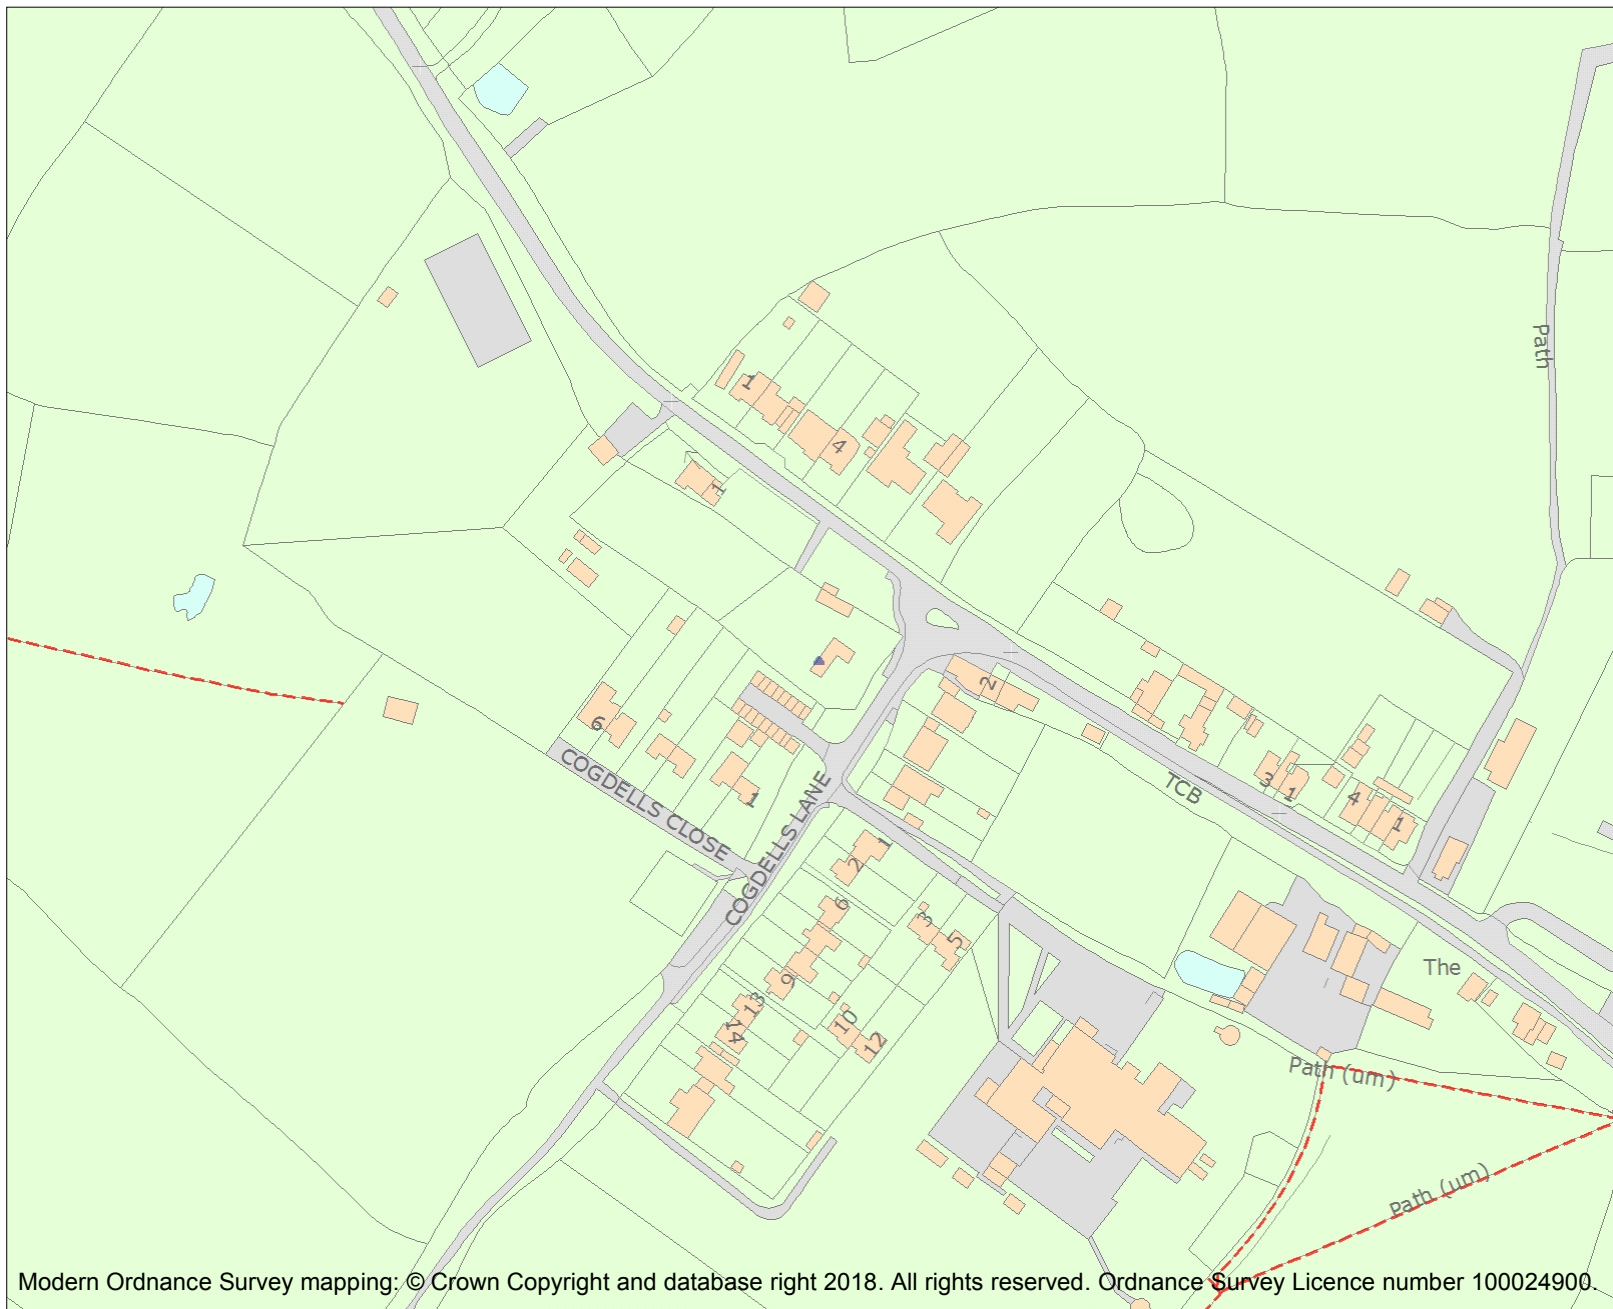 Path
1
4
1
2
6
COGDELLS CLOSE
1
COGDELLS LANE
TCB
3
1
4
1
1
2
6
3
5
9
13
14
10
12
The
Path (um)
Path (um)
Modern Ordnance Survey mapping: © Crown Copyright and database right 2018. All rights reserved. Ordnance Survey Licence number 100024900.